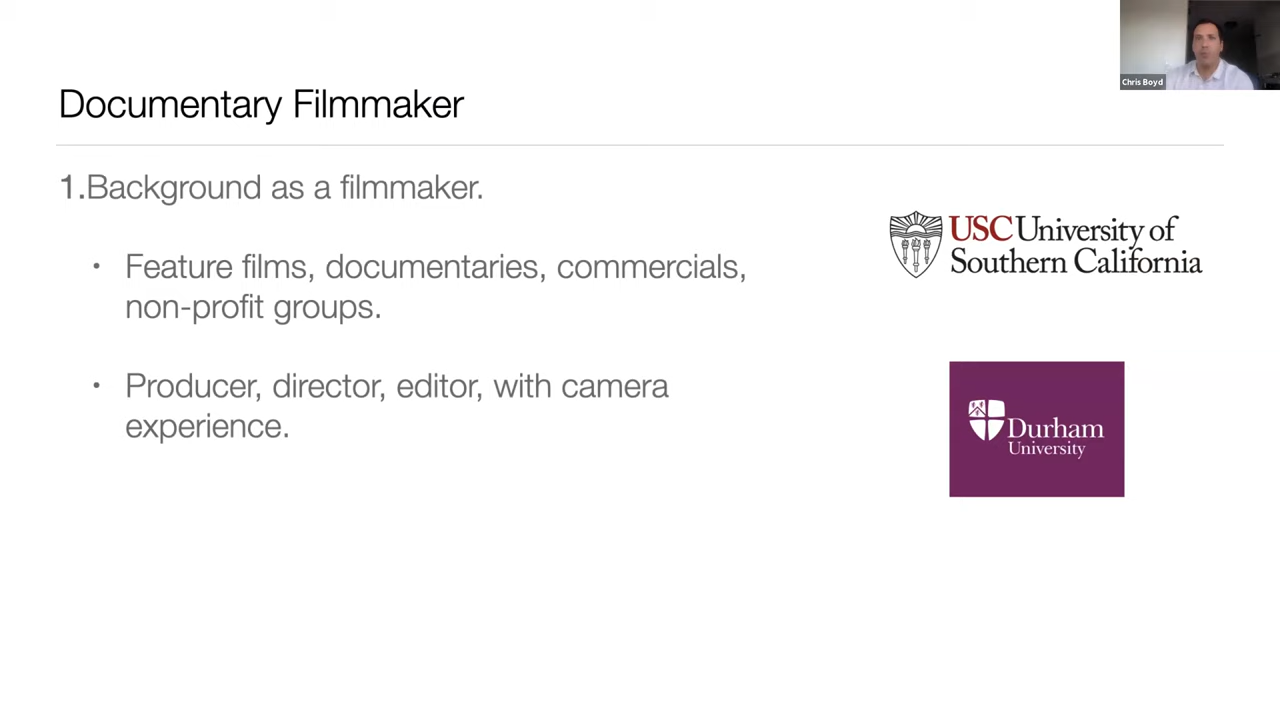 Chris Boyd
Documentary Filmmaker
1.Background as a filmmaker.
• Feature films, documentaries, commercials,
non-profit groups.
• Producer, director, editor, with camera
experience.
USC University of
Southern California
Durham
University